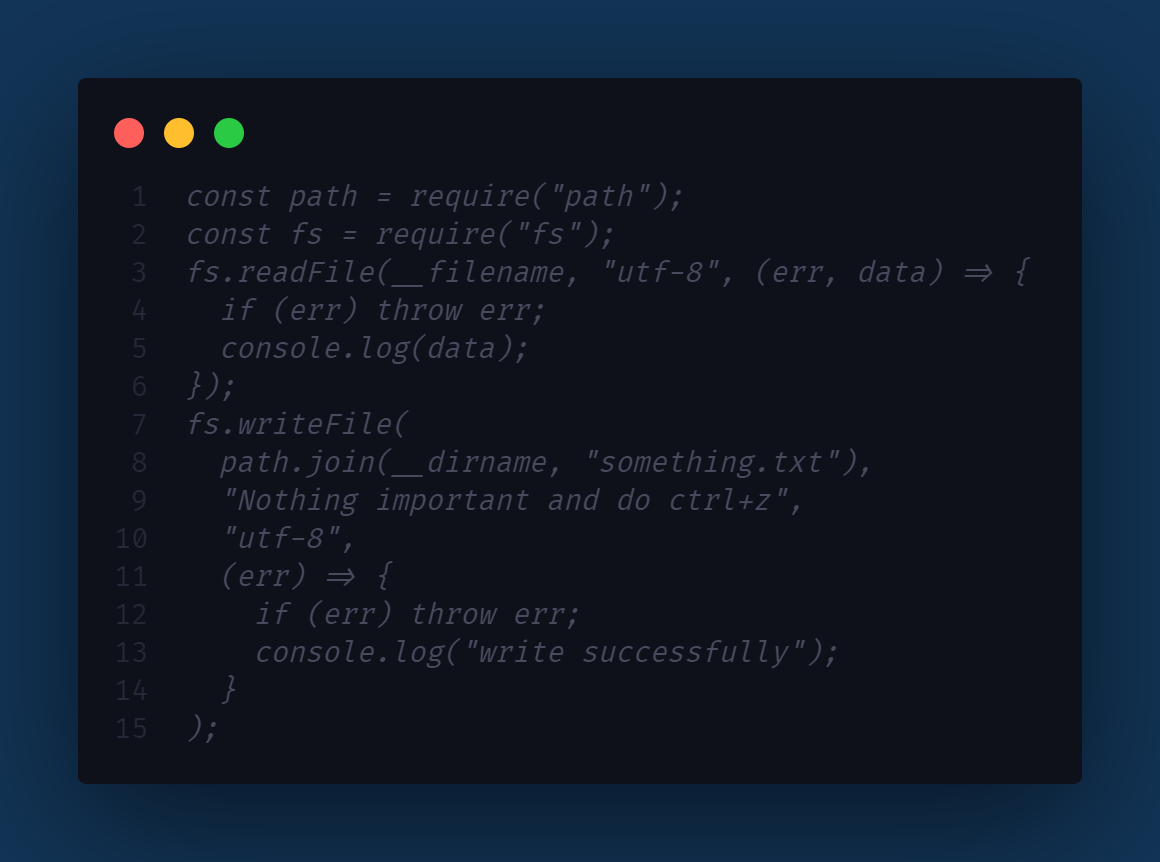 1 const path = require("path");
2 const fs = require("fs");
3 fs.readFile(__filename, "utf-8", (err, data) => {
4   if (err) throw err;
5   console.log(data);
6 });
7 fs.writeFile(
8   path.join(__dirname, "something.txt"),
9   "Nothing important and do ctrl+z",
10   "utf-8",
11   (err) => {
12     if (err) throw err;
13     console.log("write successfully");
14   }
15 );